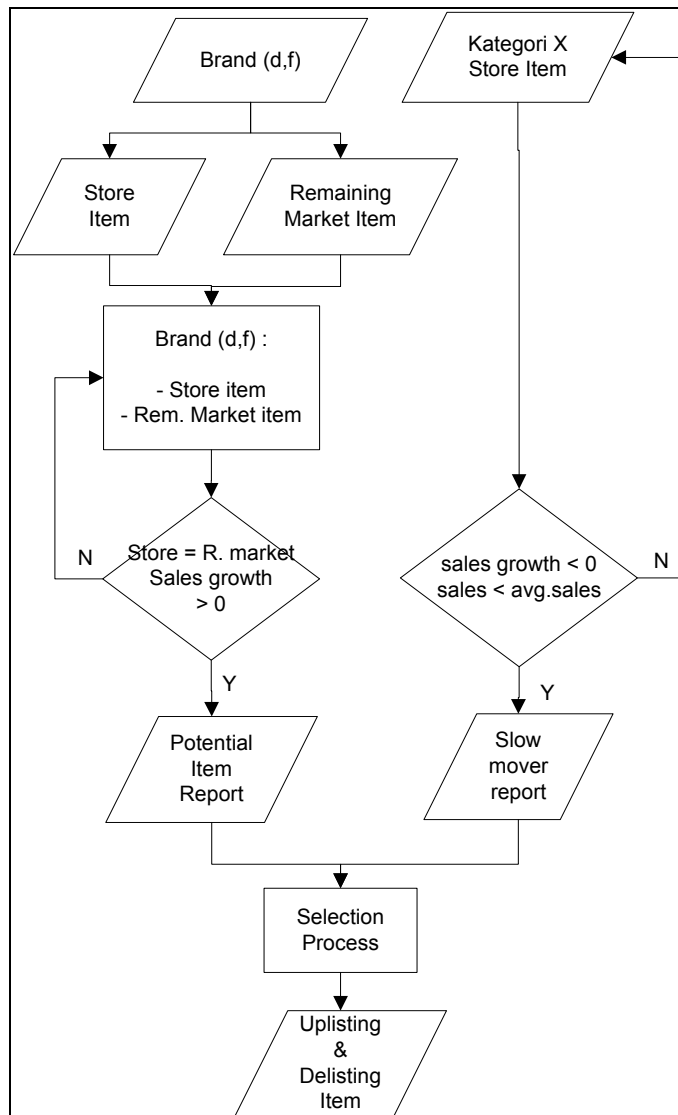 Brand (d,f)
Kategori X
Store Item
Store
Item
Remaining
Market Item
Brand (d,f) :
- Store item
- Rem. Market item
N
Store = R. market
Sales growth
> 0
Y
sales growth < 0
sales < avg.sales
N
Y
Potential
Item
Report
Slow
mover
report
Selection
Process
Uplisting
&
Delisting
Item